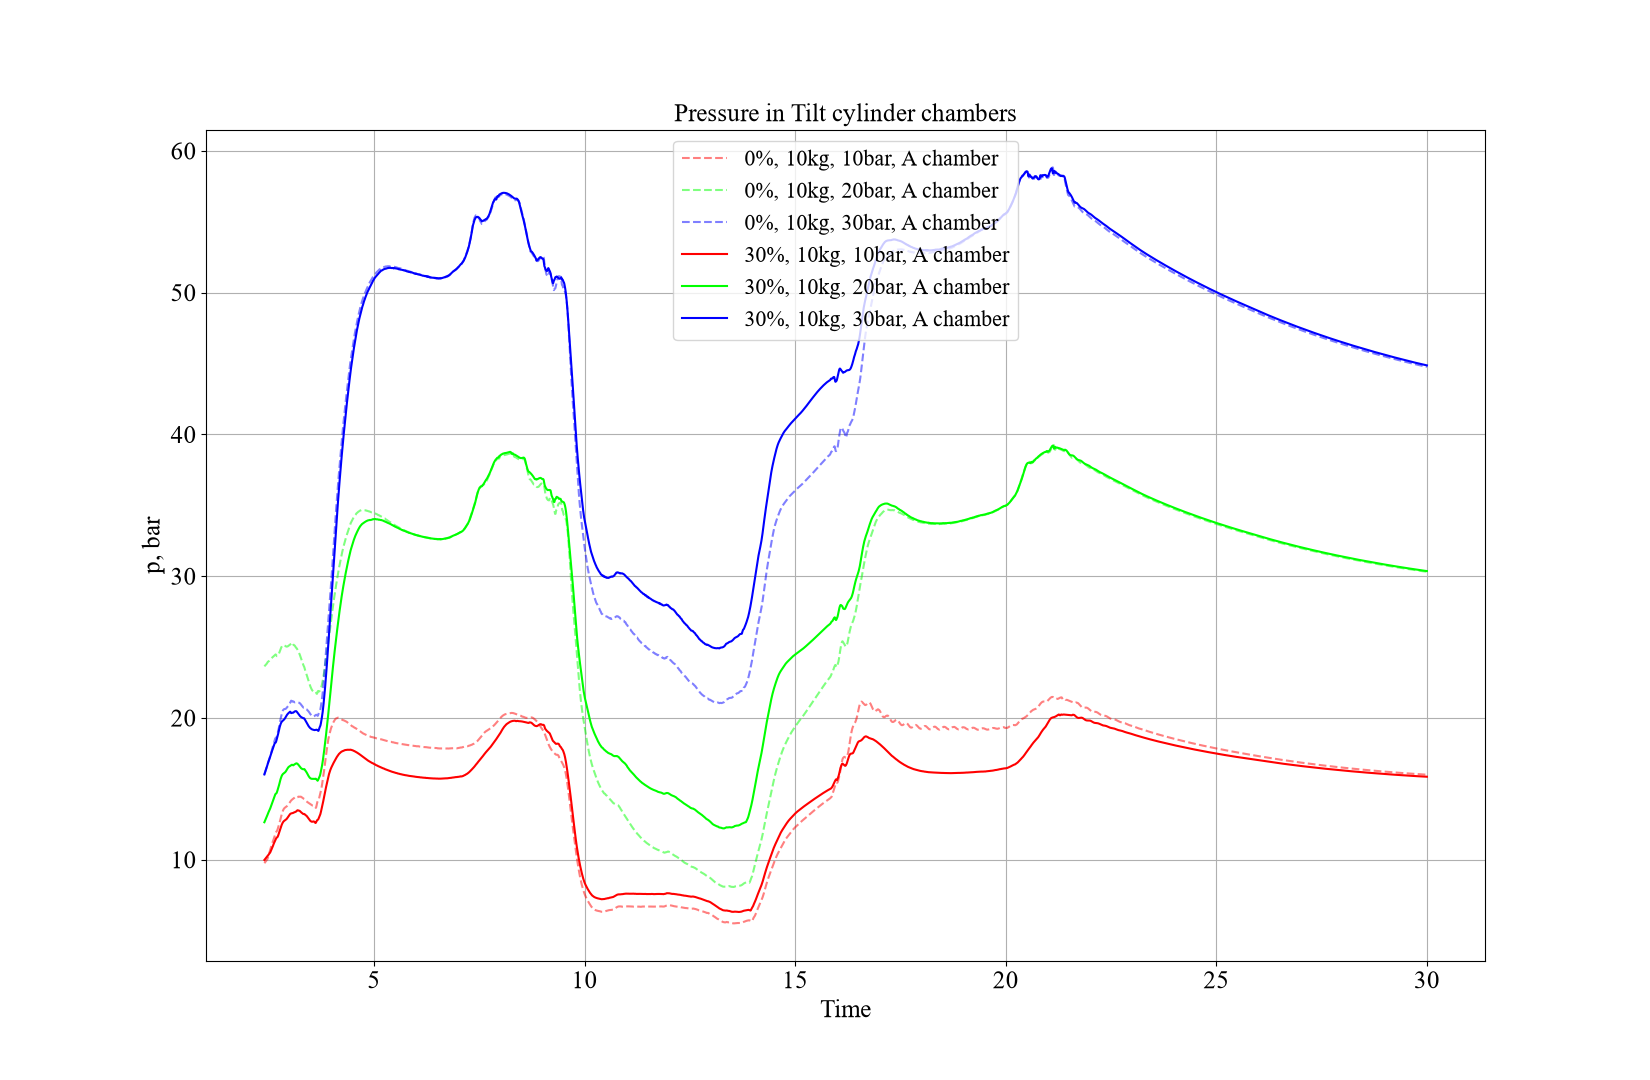 Pressure in Tilt cylinder chambers
0%, 10kg, 10bar, A chamber
0%, 10kg, 20bar, A chamber
0%, 10kg, 30bar, A chamber
30%, 10kg, 10bar, A chamber
30%, 10kg, 20bar, A chamber
30%, 10kg, 30bar, A chamber
p, bar
60
50
40
30
20
10
5 10 15 20 25 30
Time